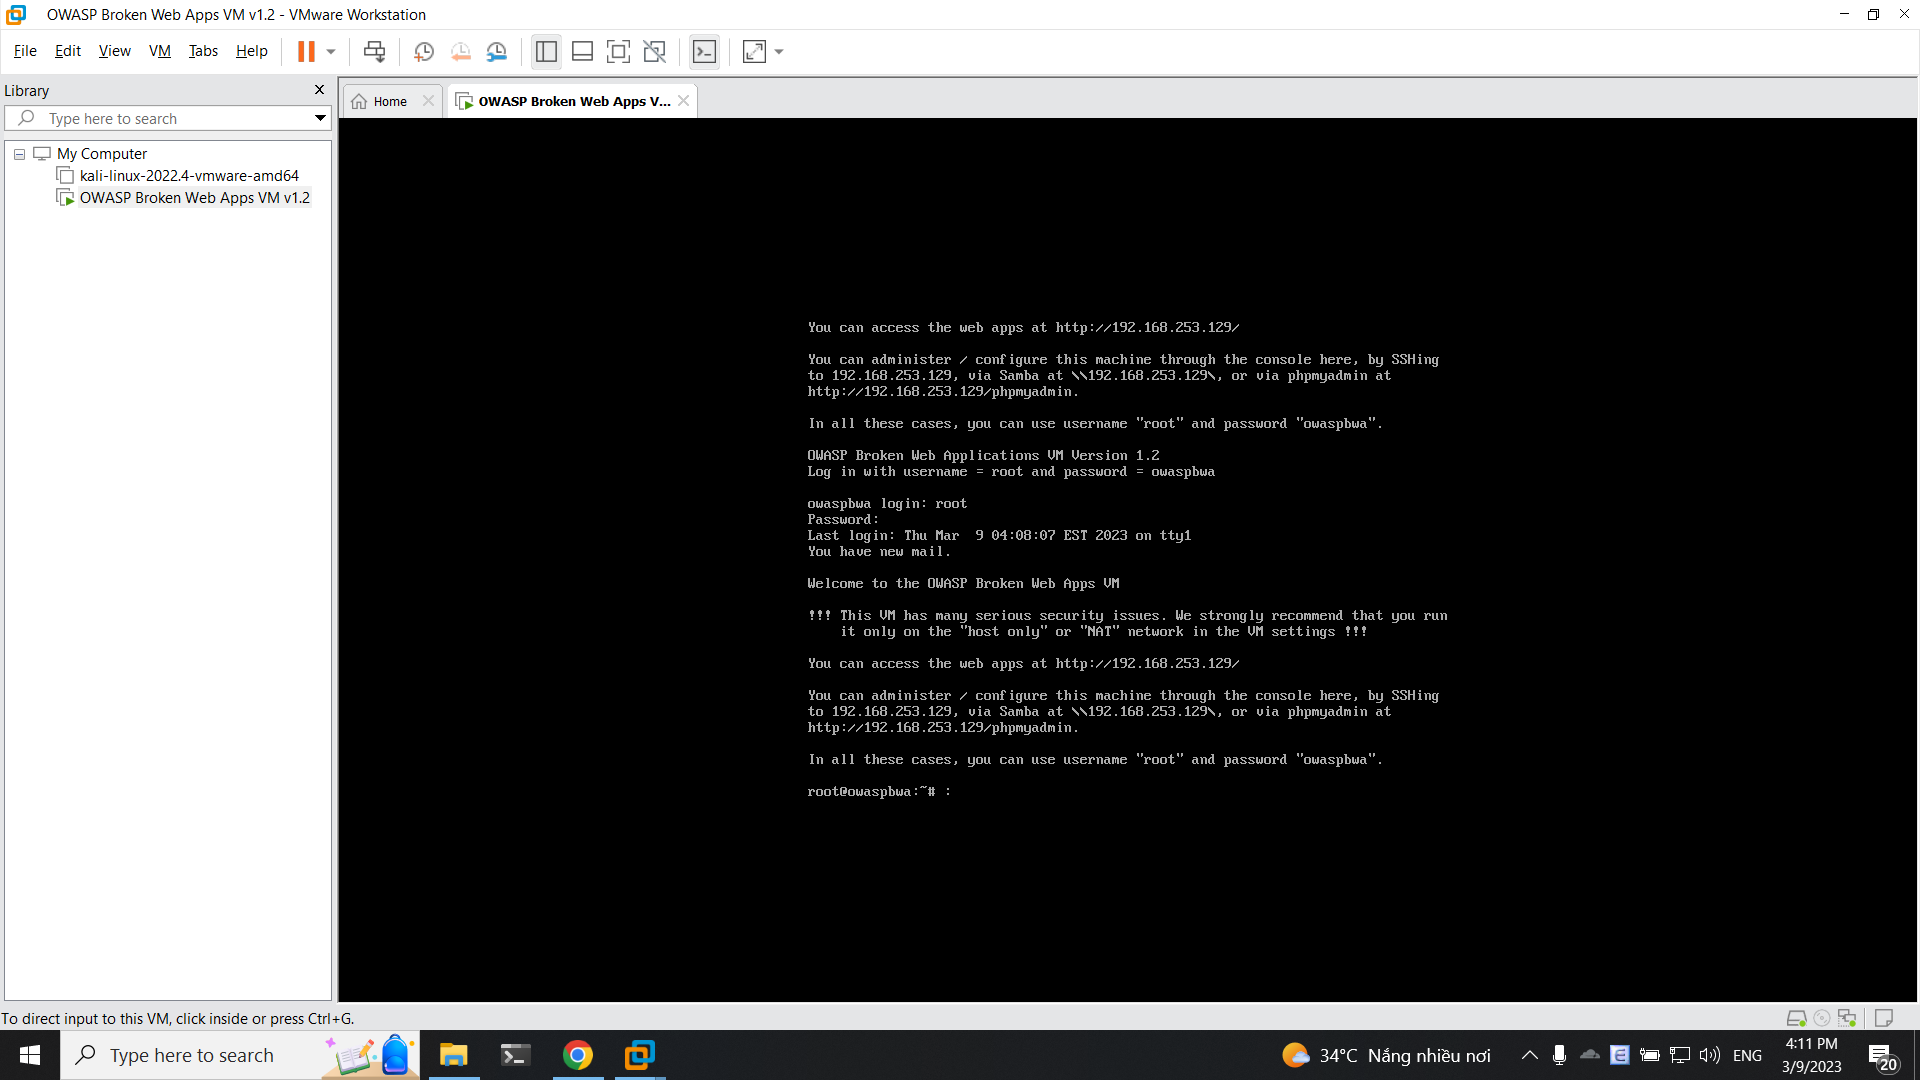 OWASP Broken Web Apps VM v1.2 - VMware Workstation
File Edit View VM Tabs Help
Library
Type here to search
My Computer
kali-linux-2022.4-vmware-amd64
OWASP Broken Web Apps VM v1.2
Home
OWASP Broken Web Apps V...
You can access the web apps at http://192.168.253.129/
You can administer / configure this machine through the console here, by SSHing
to 192.168.253.129, via Samba at \\192.168.253.129\, or via phpmyadmin at
http://192.168.253.129/phpmyadmin.
In all these cases, you can use username "root" and password "owaspbwa".
OWASP Broken Web Applications VM Version 1.2
Log in with username = root and password = owaspbwa
owaspbwa login: root
Password:
Last login: Thu Mar  9 04:08:07 EST 2023 on tty1
You have new mail.
Welcome to the OWASP Broken Web Apps VM
!!! This VM has many serious security issues. We strongly recommend that you run
it only on the "host only" or "NAT" network in the VM settings !!!
You can access the web apps at http://192.168.253.129/
You can administer / configure this machine through the console here, by SSHing
to 192.168.253.129, via Samba at \\192.168.253.129\, or via phpmyadmin at
http://192.168.253.129/phpmyadmin.
In all these cases, you can use username "root" and password "owaspbwa".
root@owaspbwa:~# :
To direct input to this VM, click inside or press Ctrl+G.
Type here to search
34°C Nắng nhiều nơi
ENG
4:11 PM
3/9/2023
20